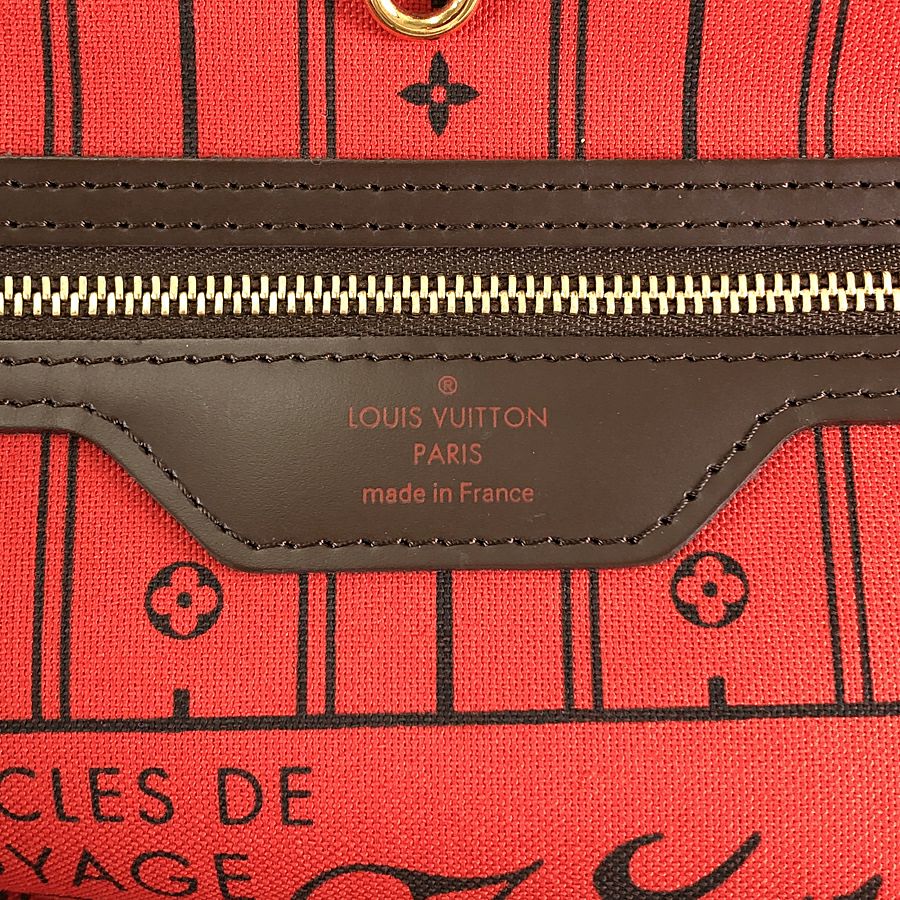 ®
LOUIS VUITTON
PARIS
made in France
CLES DE
YAGE